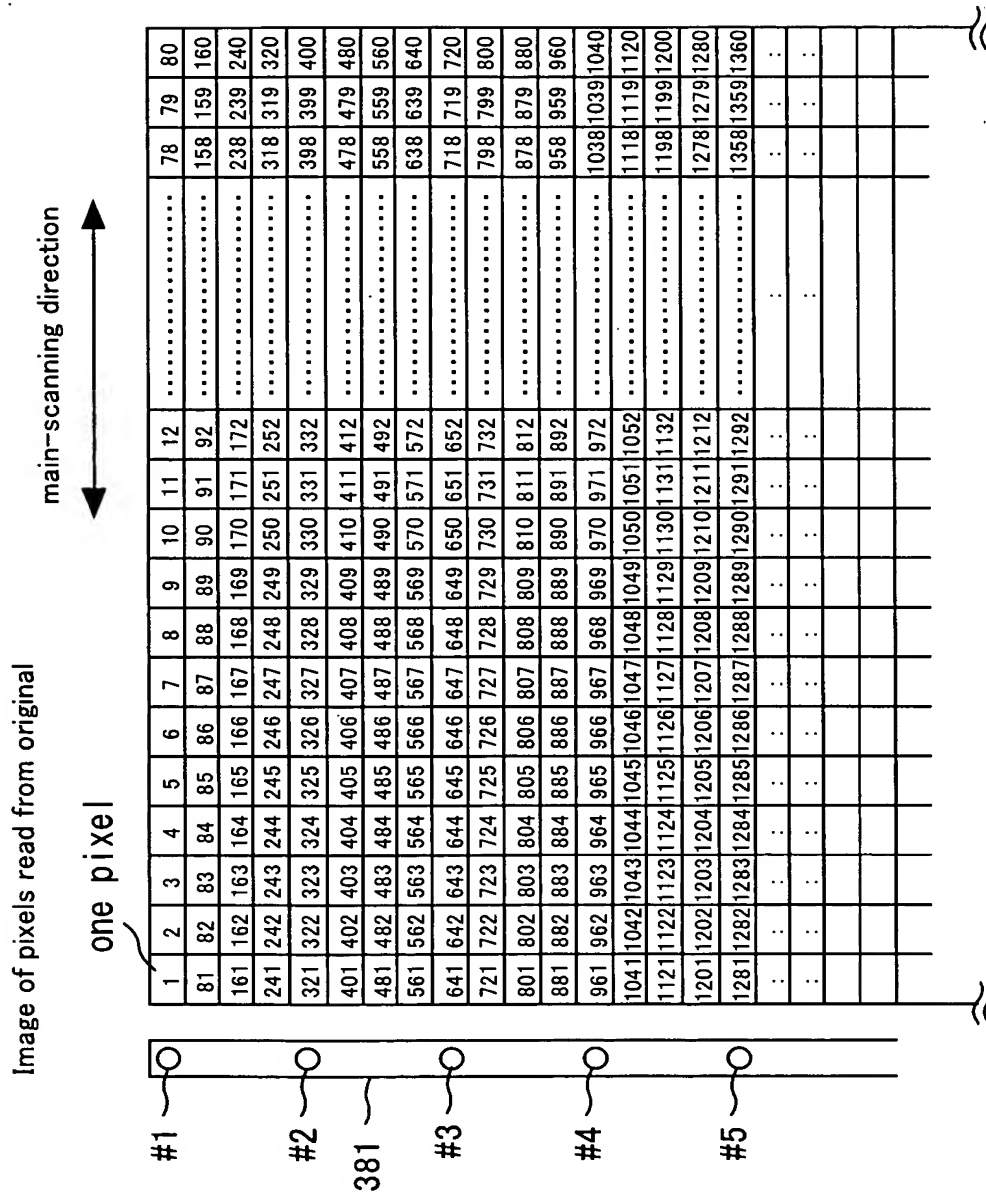 Image of pixels read from original
one pixel
main-scanning direction
1 2 3 4 5 6 7 8 9 10 11 12 .................... 78 79 80
81 82 83 84 85 86 87 88 89 90 91 92 .................... 158 159 160
161 162 163 164 165 166 167 168 169 170 171 172 .................... 238 239 240
241 242 243 244 245 246 247 248 249 250 251 252 .................... 318 319 320
321 322 323 324 325 326 327 328 329 330 331 332 .................... 398 399 400
401 402 403 404 405 406 407 408 409 410 411 412 .................... 478 479 480
481 482 483 484 485 486 487 488 489 490 491 492 .................... 558 559 560
561 562 563 564 565 566 567 568 569 570 571 572 .................... 638 639 640
641 642 643 644 645 646 647 648 649 650 651 652 .................... 718 719 720
721 722 723 724 725 726 727 728 729 730 731 732 .................... 798 799 800
801 802 803 804 805 806 807 808 809 810 811 812 .................... 878 879 880
881 882 883 884 885 886 887 888 889 890 891 892 .................... 958 959 960
961 962 963 964 965 966 967 968 969 970 971 972 .................... 1038 1039 1040
1041 1042 1043 1044 1045 1046 1047 1048 1049 1050 1051 1052 .................... 1118 1119 1120
1121 1122 1123 1124 1125 1126 1127 1128 1129 1130 1131 1132 .................... 1198 1199 1200
1201 1202 1203 1204 1205 1206 1207 1208 1209 1210 1211 1212 .................... 1278 1279 1280
1281 1282 1283 1284 1285 1286 1287 1288 1289 1290 1291 1292 .................... 1358 1359 1360
#1
#2
381
#3
#4
#5